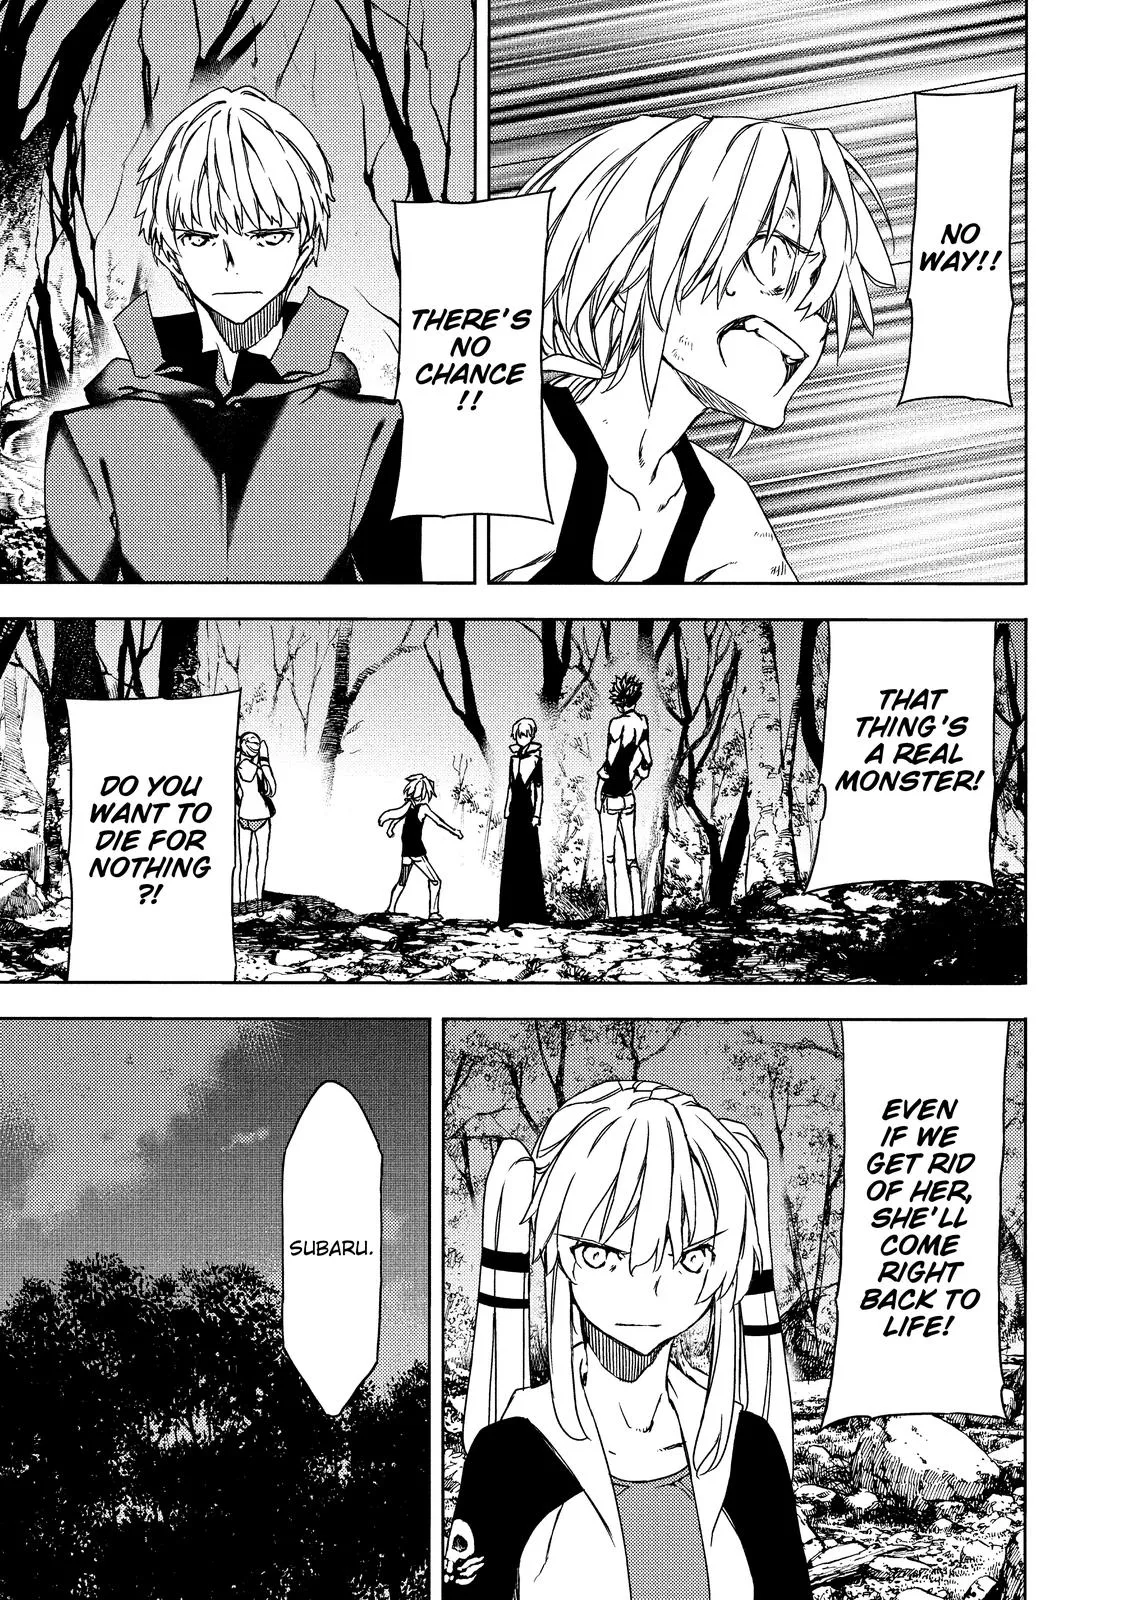 NO
WAY!!
THERE'S
NO
CHANCE
!!
THAT
THING'S
A REAL
MONSTER!
DO YOU
WANT TO
DIE FOR
NOTHING
?!
EVEN
IF WE
GET RID
OF HER,
SHE'LL
COME
RIGHT
BACK TO
LIFE!
SUBARU.